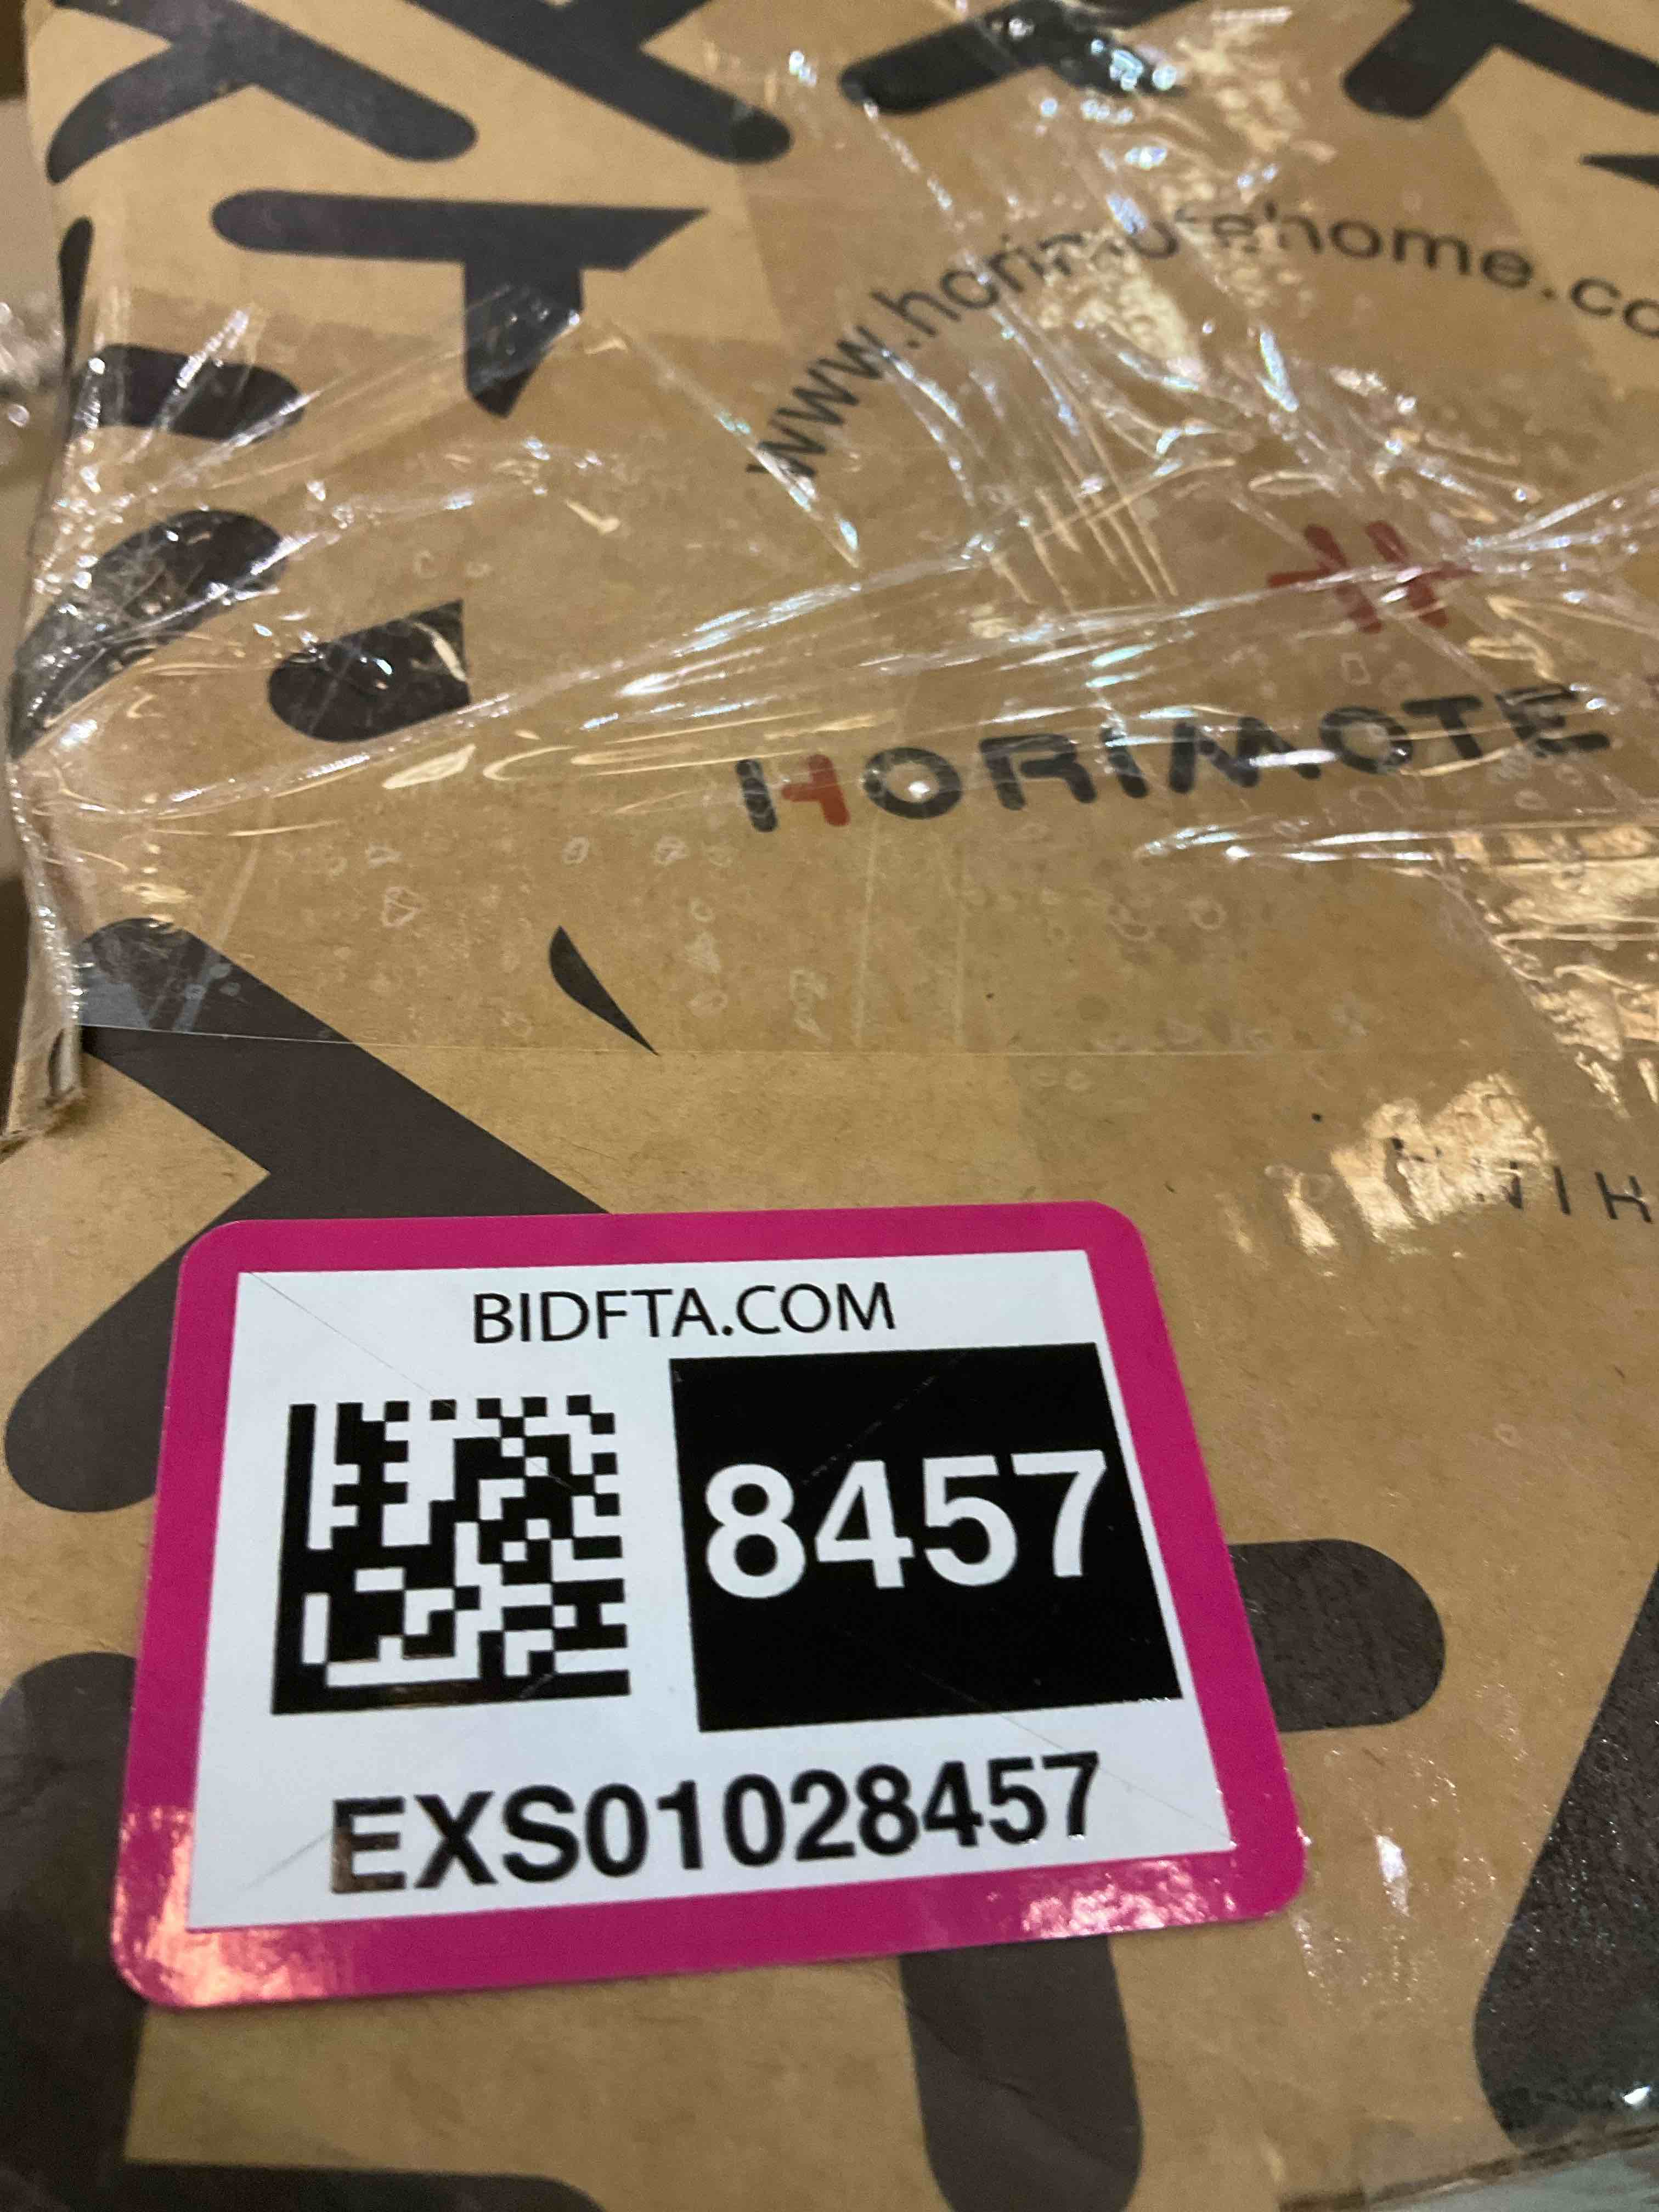 www.horimotehome.co
HORIMOTE
BIDFTA.COM
8457
EXS01028457